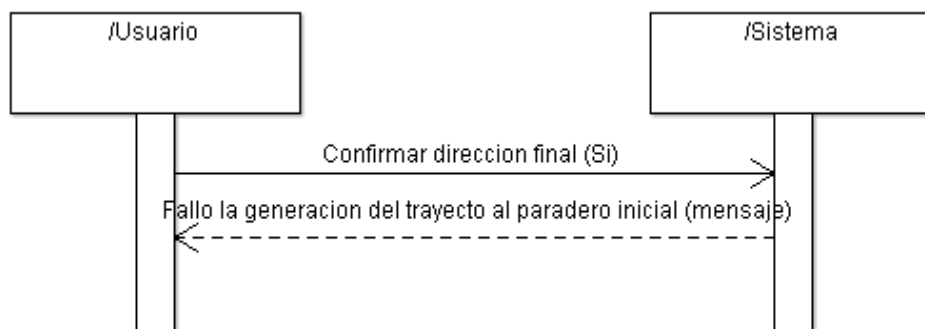 /Usuario
/Sistema
Confirmar direccion final (Si)
Fallo la generacion del trayecto al paradero inicial (mensaje)